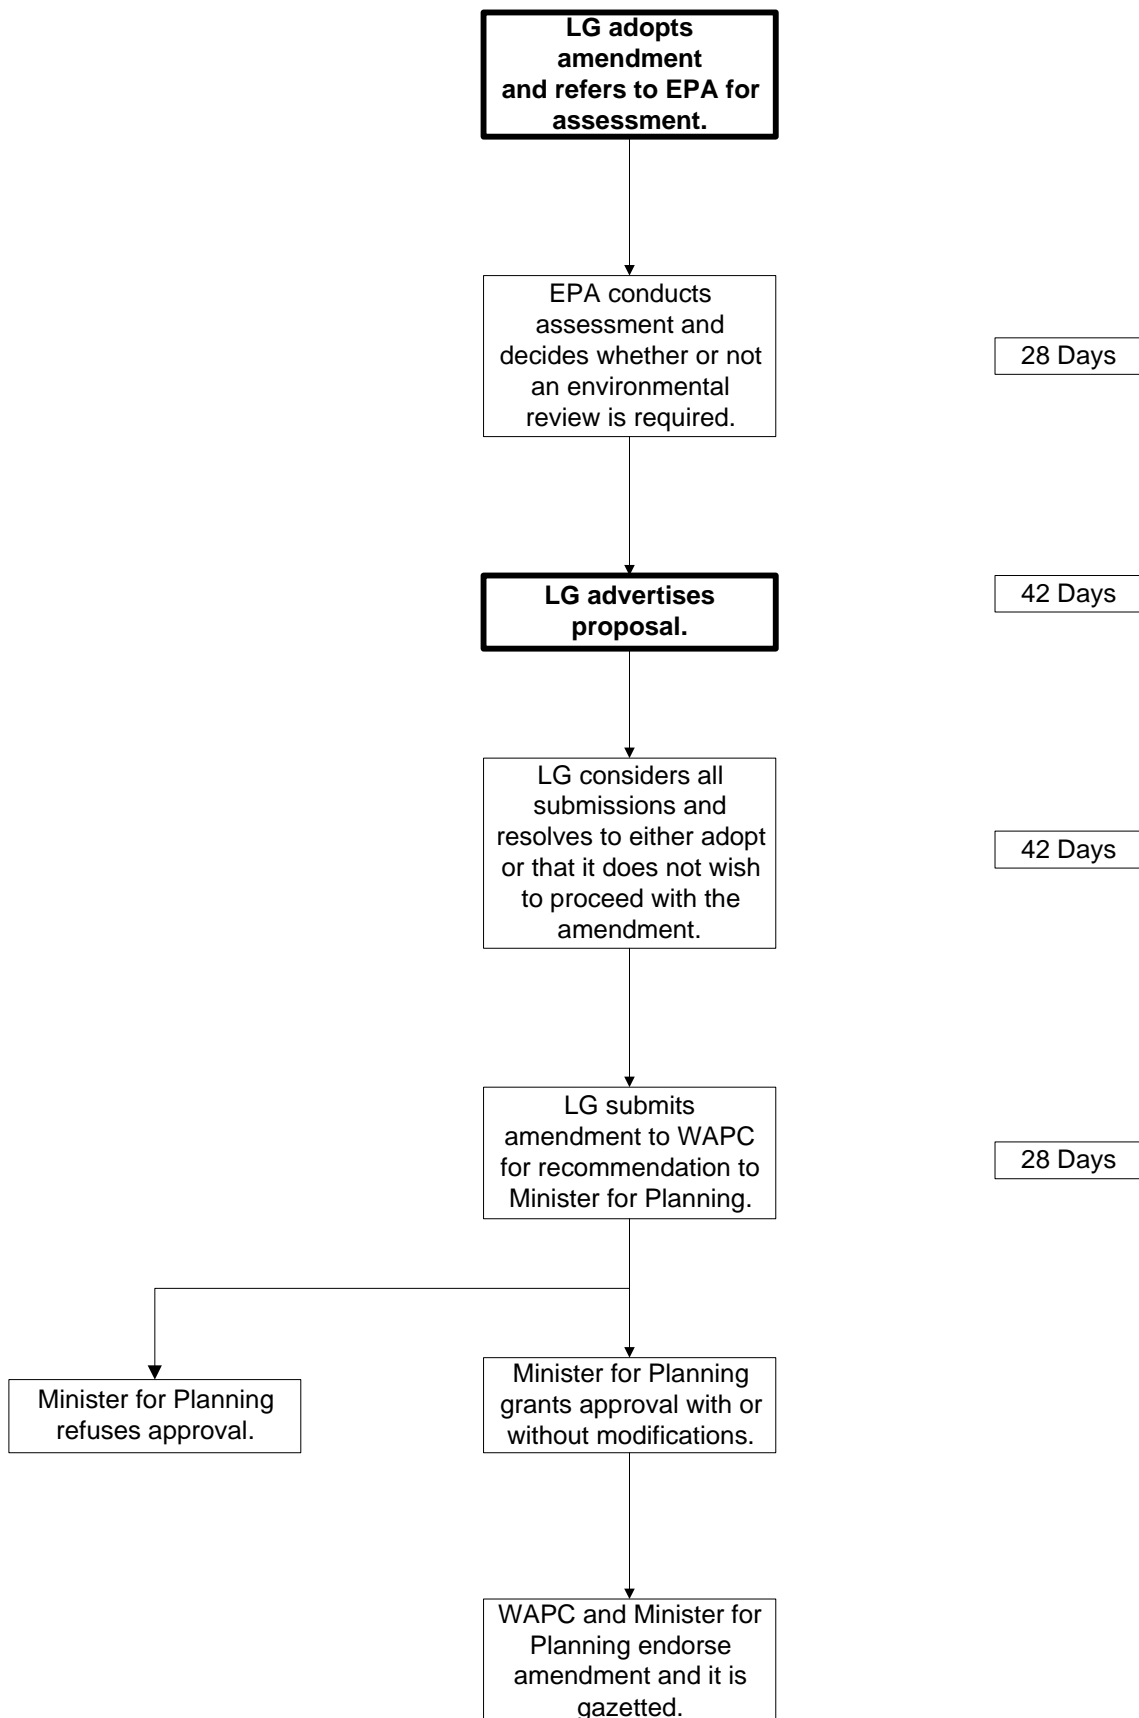 LG adopts
amendment
and refers to EPA for
assessment.
EPA conducts
assessment and
decides whether or not
an environmental
review is required.
28 Days
LG advertises
proposal.
42 Days
LG considers all
submissions and
resolves to either adopt
or that it does not wish
to proceed with the
amendment.
42 Days
LG submits
amendment to WAPC
for recommendation to
Minister for Planning.
28 Days
Minister for Planning
refuses approval.
Minister for Planning
grants approval with or
without modifications.
WAPC and Minister for
Planning endorse
amendment and it is
gazetted.